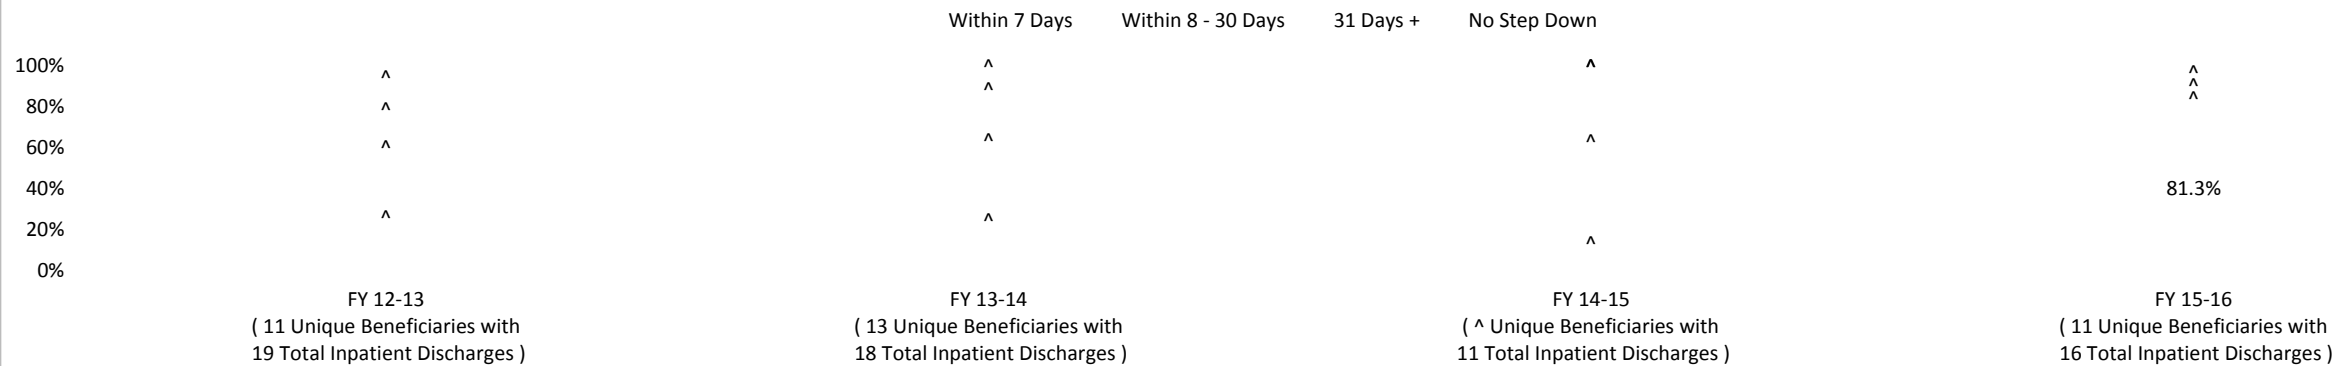 Within 7 Days Within 8 - 30 Days 31 Days + No Step Down
100%
80%
60%
40%
20%
0%
^
^
^
^
^
^
^
^
^
^
^
^
^
^
81.3%
FY 12-13
( 11 Unique Beneficiaries with
19 Total Inpatient Discharges )
FY 13-14
( 13 Unique Beneficiaries with
18 Total Inpatient Discharges )
FY 14-15
( ^ Unique Beneficiaries with
11 Total Inpatient Discharges )
FY 15-16
( 11 Unique Beneficiaries with
16 Total Inpatient Discharges )